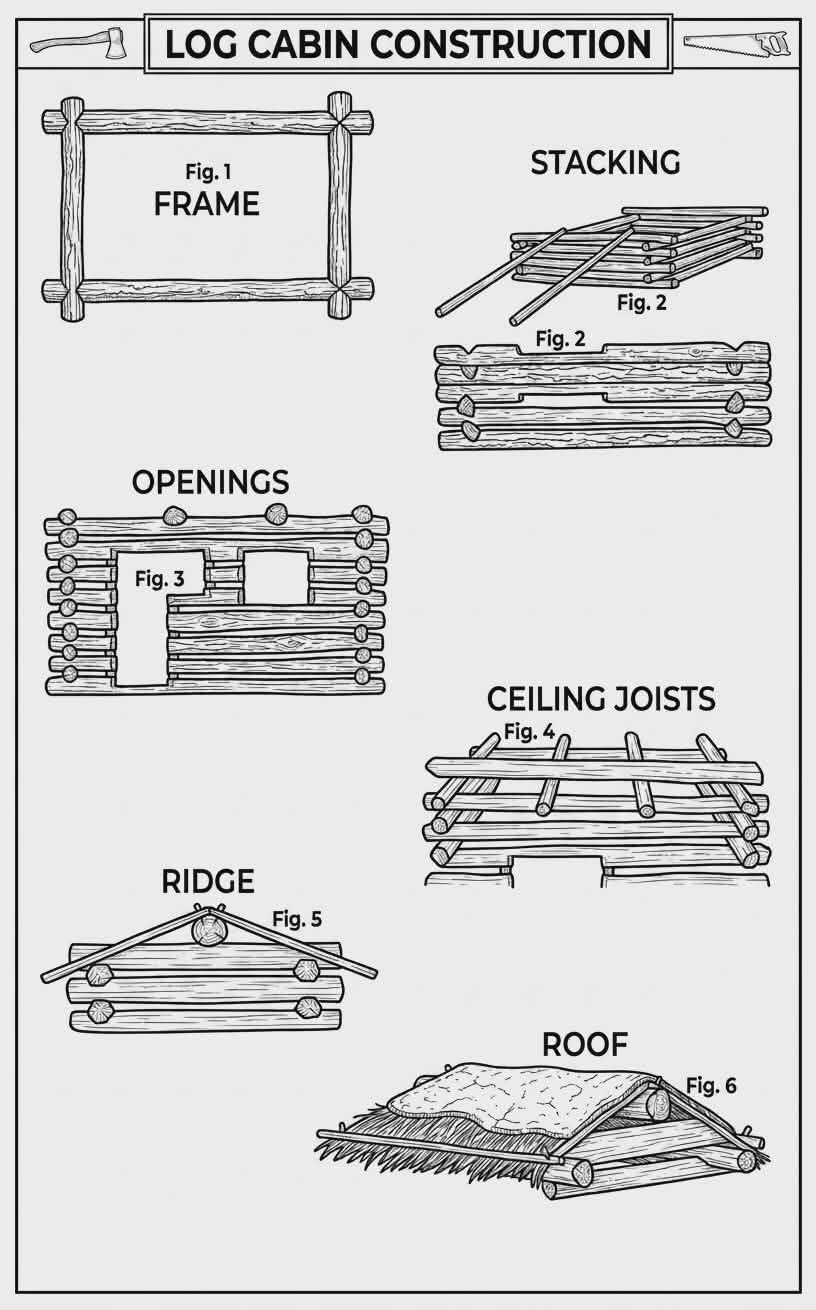 LOG CABIN CONSTRUCTION
Fig. 1
FRAME
STACKING
Fig. 2
Fig. 2
OPENINGS
Fig. 3
CEILING JOISTS
Fig. 4
RIDGE
Fig. 5
ROOF
Fig. 6